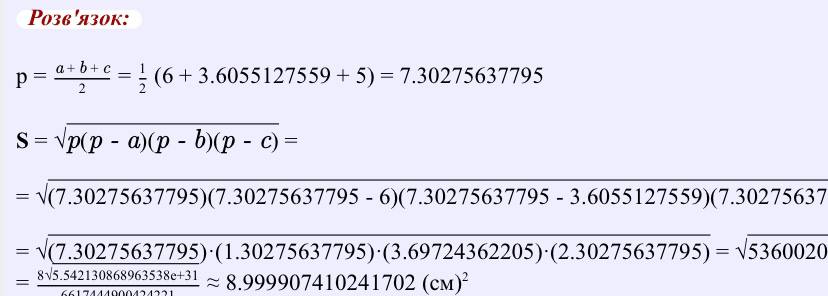 Розв'язок:
p = a + b + c / 2 = 1/2 (6 + 3.6055127559 + 5) = 7.30275637795
S = √p(p - a)(p - b)(p - c) =
= √(7.30275637795)(7.30275637795 - 6)(7.30275637795 - 3.6055127559)(7.30275637
= √(7.30275637795)·(1.30275637795)·(3.69724362205)·(2.30275637795) = √5360020
= 8√5.542130868963538e+31 / 6617444900424221 ≈ 8.999907410241702 (см)²